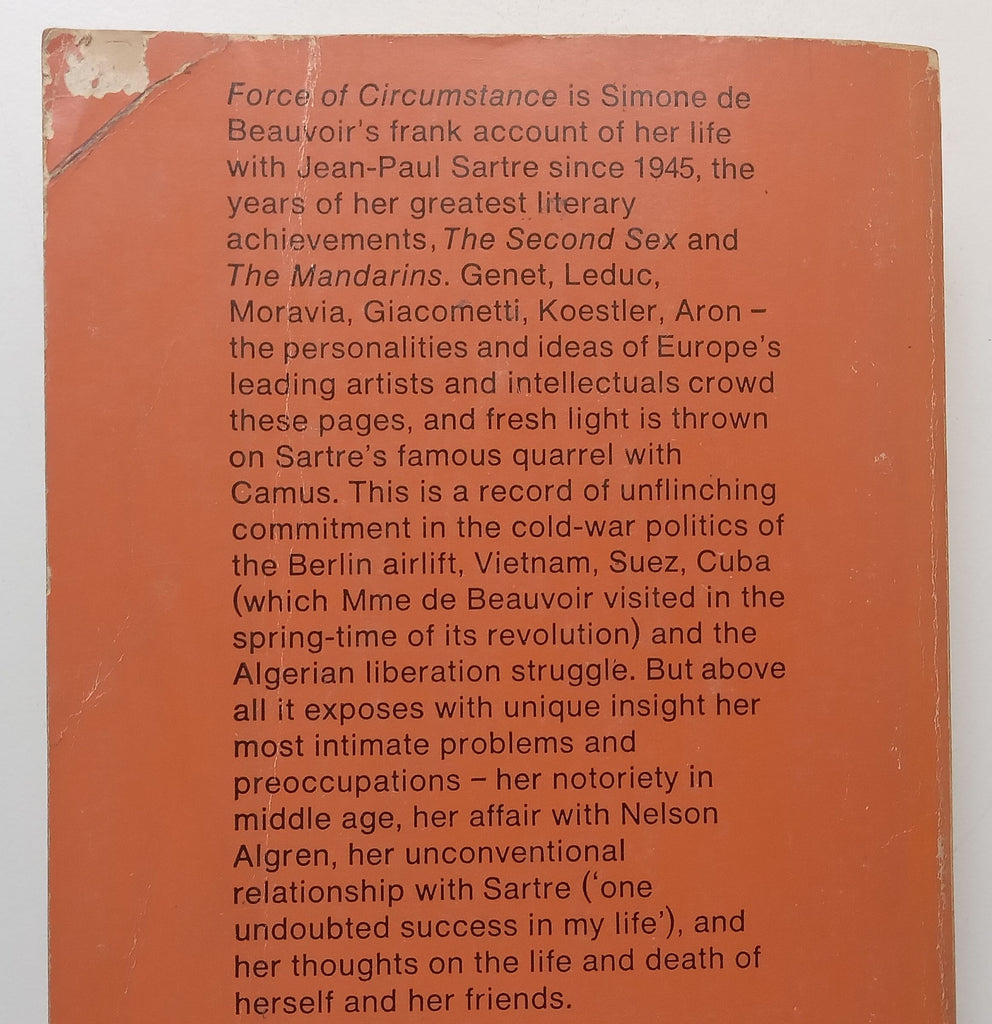 Force of Circumstance is Simone de
Beauvoir's frank account of her life
with Jean-Paul Sartre since 1945, the
years of her greatest literary
achievements, The Second Sex and
The Mandarins. Genet, Leduc,
Moravia, Giacometti, Koestler, Aron –
the personalities and ideas of Europe's
leading artists and intellectuals crowd
these pages, and fresh light is thrown
on Sartre's famous quarrel with
Camus. This is a record of unflinching
commitment in the cold-war politics of
the Berlin airlift, Vietnam, Suez, Cuba
(which Mme de Beauvoir visited in the
spring-time of its revolution) and the
Algerian liberation struggle. But above
all it exposes with unique insight her
most intimate problems and
preoccupations – her notoriety in
middle age, her affair with Nelson
Algren, her unconventional
relationship with Sartre (‘one
undoubted success in my life’), and
her thoughts on the life and death of
herself and her friends.